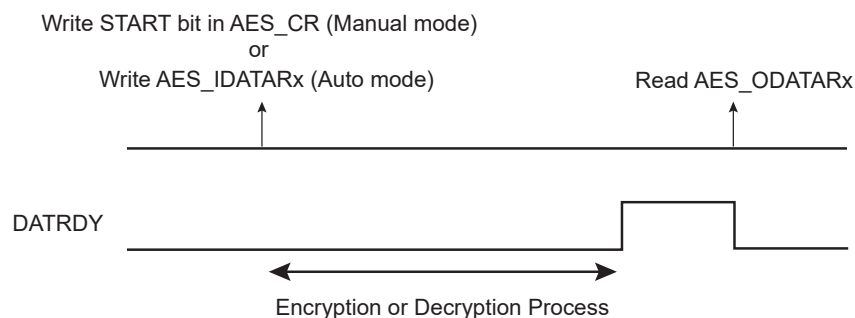 Write START bit in AES_CR (Manual mode)
or
Write AES_IDATARx (Auto mode)
Read AES_ODATARx
DATRDY
Encryption or Decryption Process